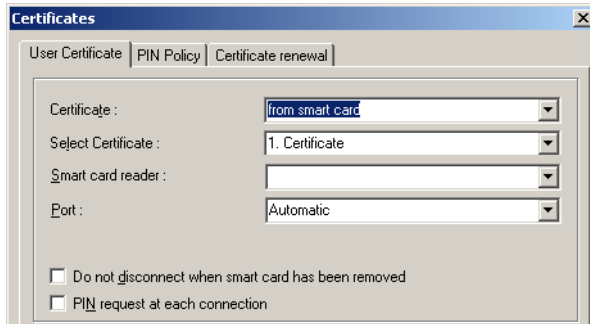 Certificates
User Certificate PIN Policy Certificate renewal
Certificate : from smart card
Select Certificate : 1. Certificate
Smart card reader :
Port : Automatic
Do not disconnect when smart card has been removed
PIN request at each connection